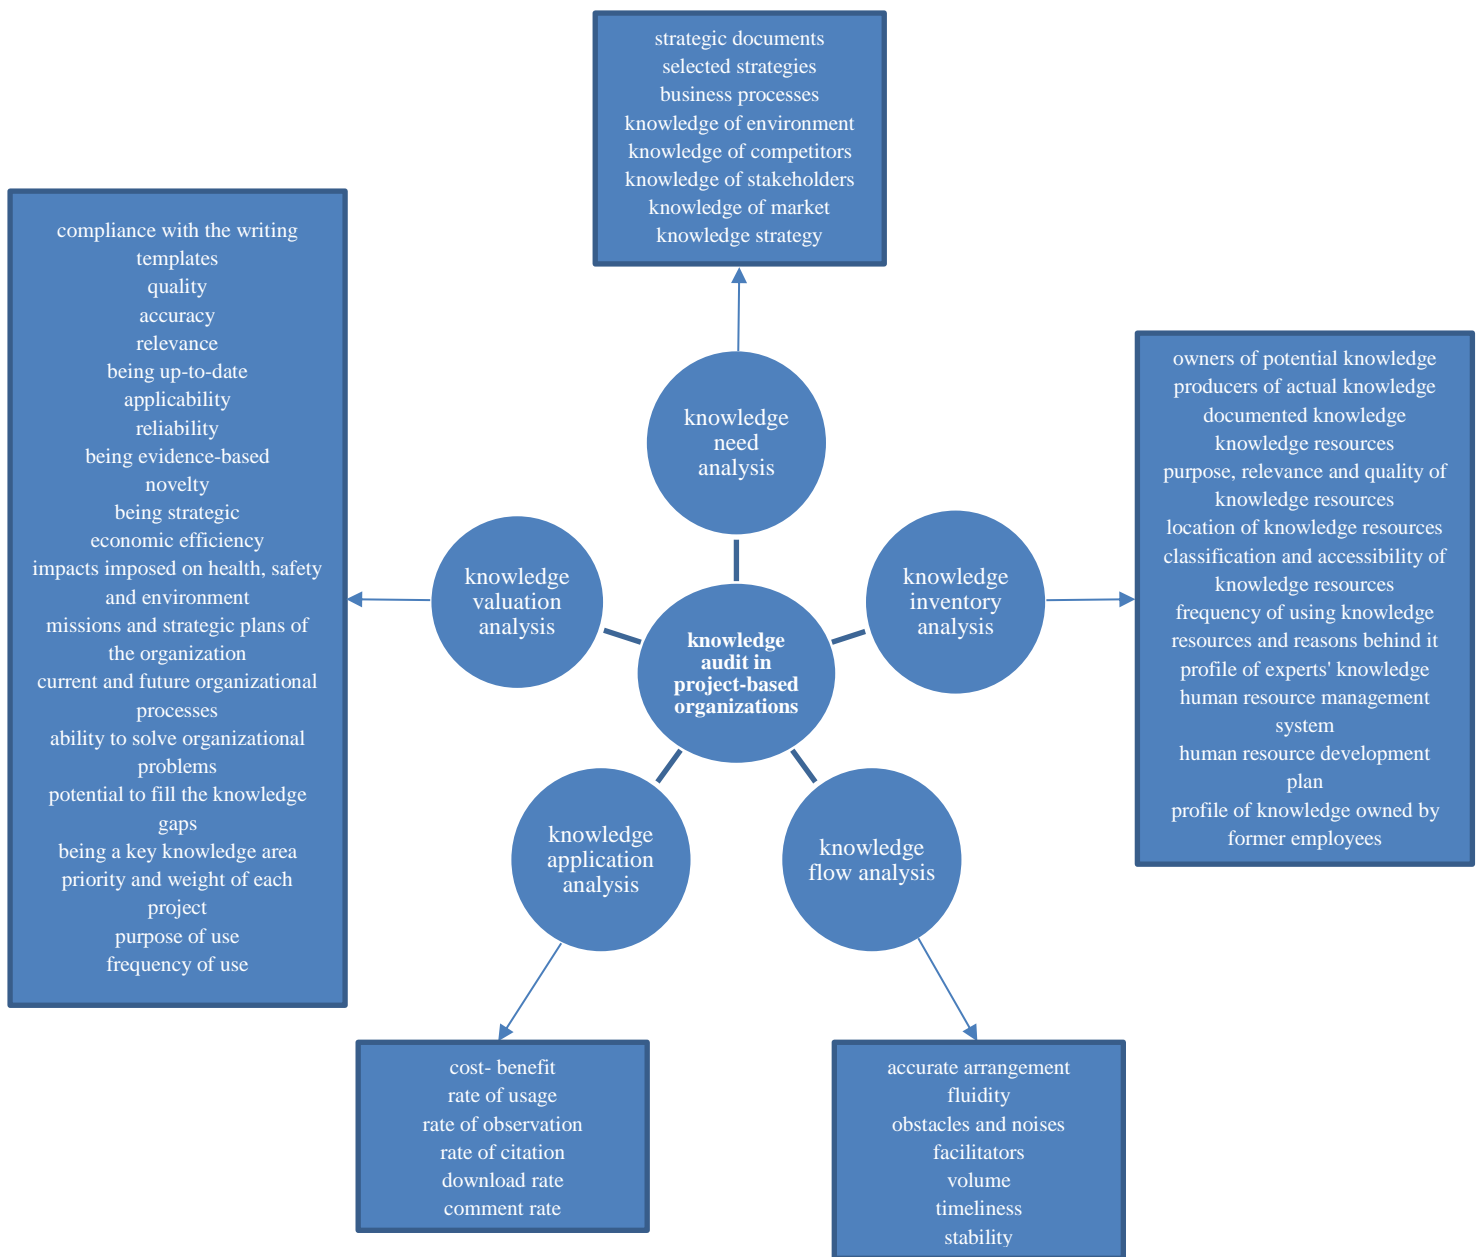 strategic documents
selected strategies
business processes
knowledge of environment
knowledge of competitors
knowledge of stakeholders
knowledge of market
knowledge strategy
compliance with the writing
templates
quality
accuracy
relevance
being up-to-date
applicability
reliability
being evidence-based
novelty
being strategic
economic efficiency
impacts imposed on health, safety
and environment
missions and strategic plans of
the organization
current and future organizational
processes
ability to solve organizational
problems
potential to fill the knowledge
gaps
being a key knowledge area
priority and weight of each
project
purpose of use
frequency of use
knowledge
need
analysis
owners of potential knowledge
producers of actual knowledge
documented knowledge
knowledge resources
purpose, relevance and quality of
knowledge resources
location of knowledge resources
classification and accessibility of
knowledge resources
frequency of using knowledge
resources and reasons behind it
profile of experts' knowledge
human resource management
system
human resource development
plan
profile of knowledge owned by
former employees
knowledge
valuation
analysis
knowledge
inventory
analysis
knowledge
audit in
project-based
organizations
knowledge
application
analysis
knowledge
flow analysis
cost- benefit
rate of usage
rate of observation
rate of citation
download rate
comment rate
accurate arrangement
fluidity
obstacles and noises
facilitators
volume
timeliness
stability